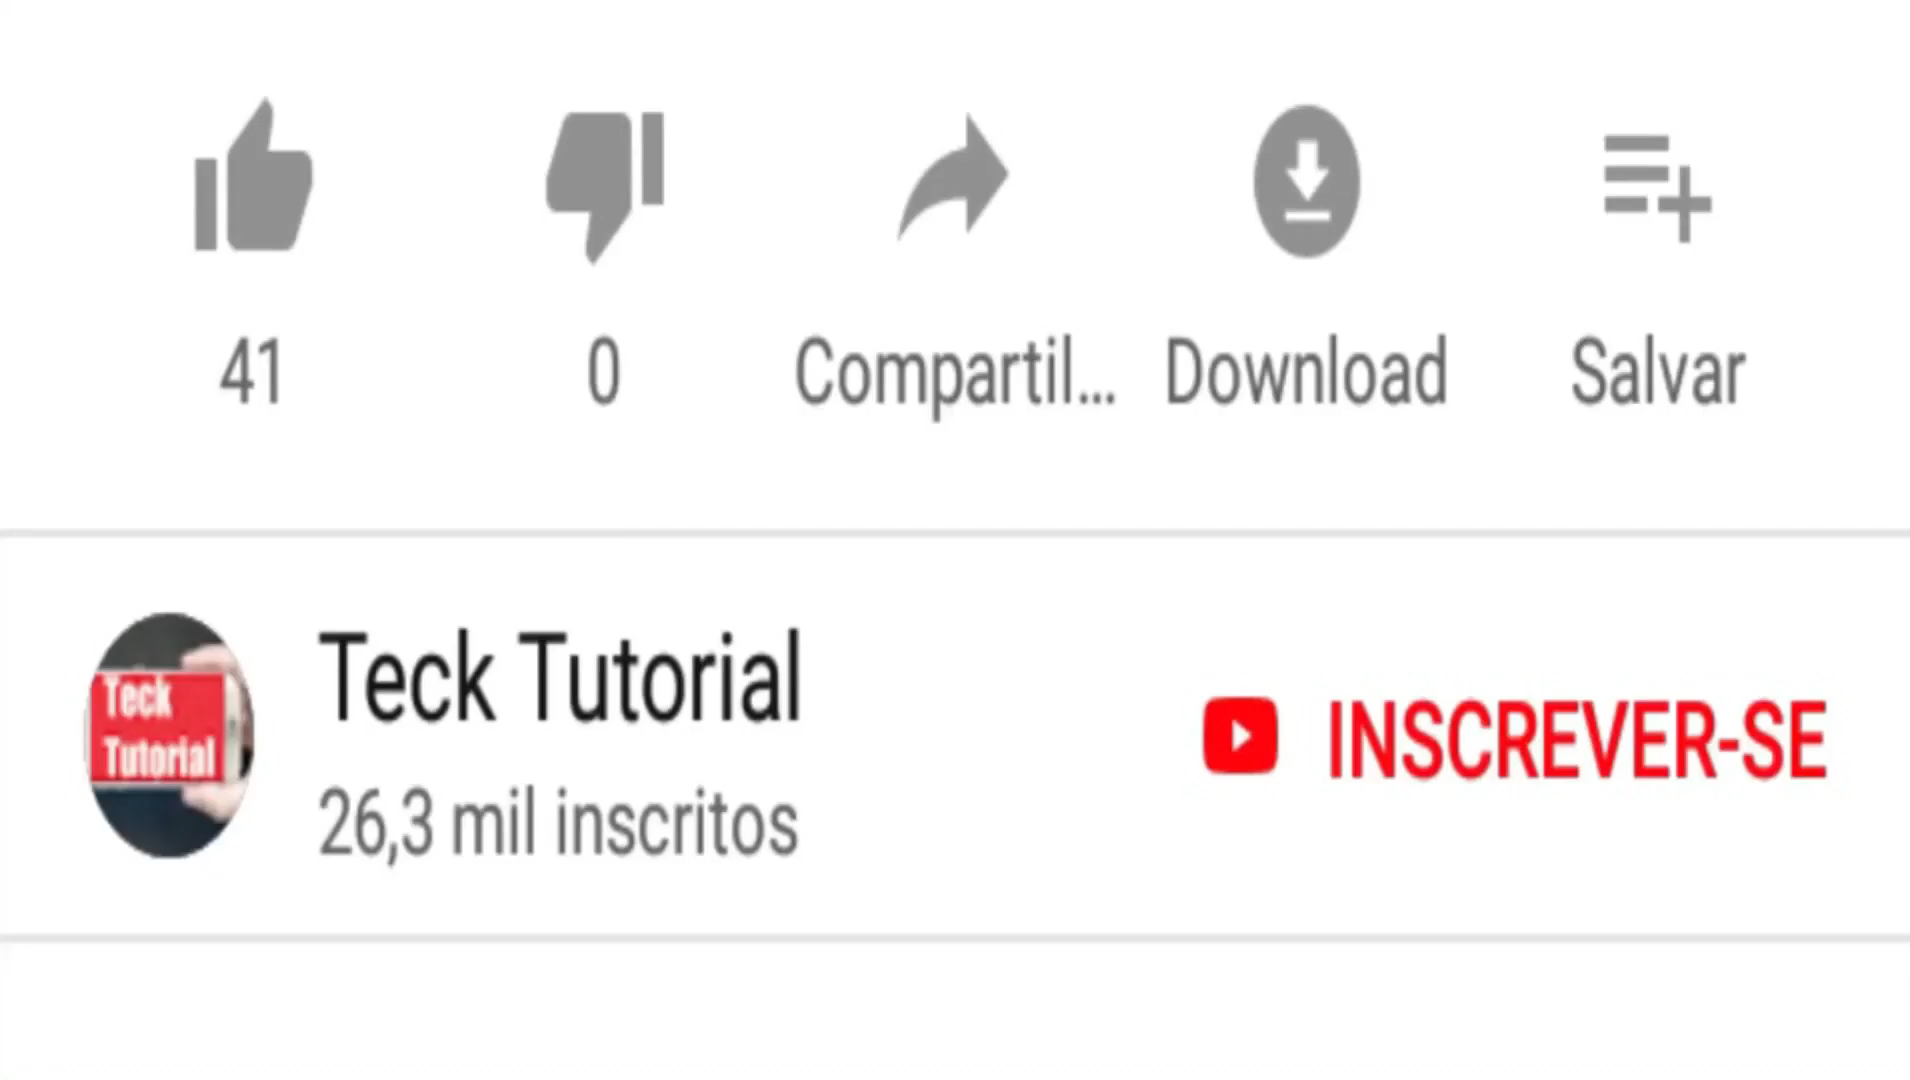 41
0
Compartil...
Download
Salvar
Teck
Tutorial
Teck Tutorial
26,3 mil inscritos
INSCREVER-SE